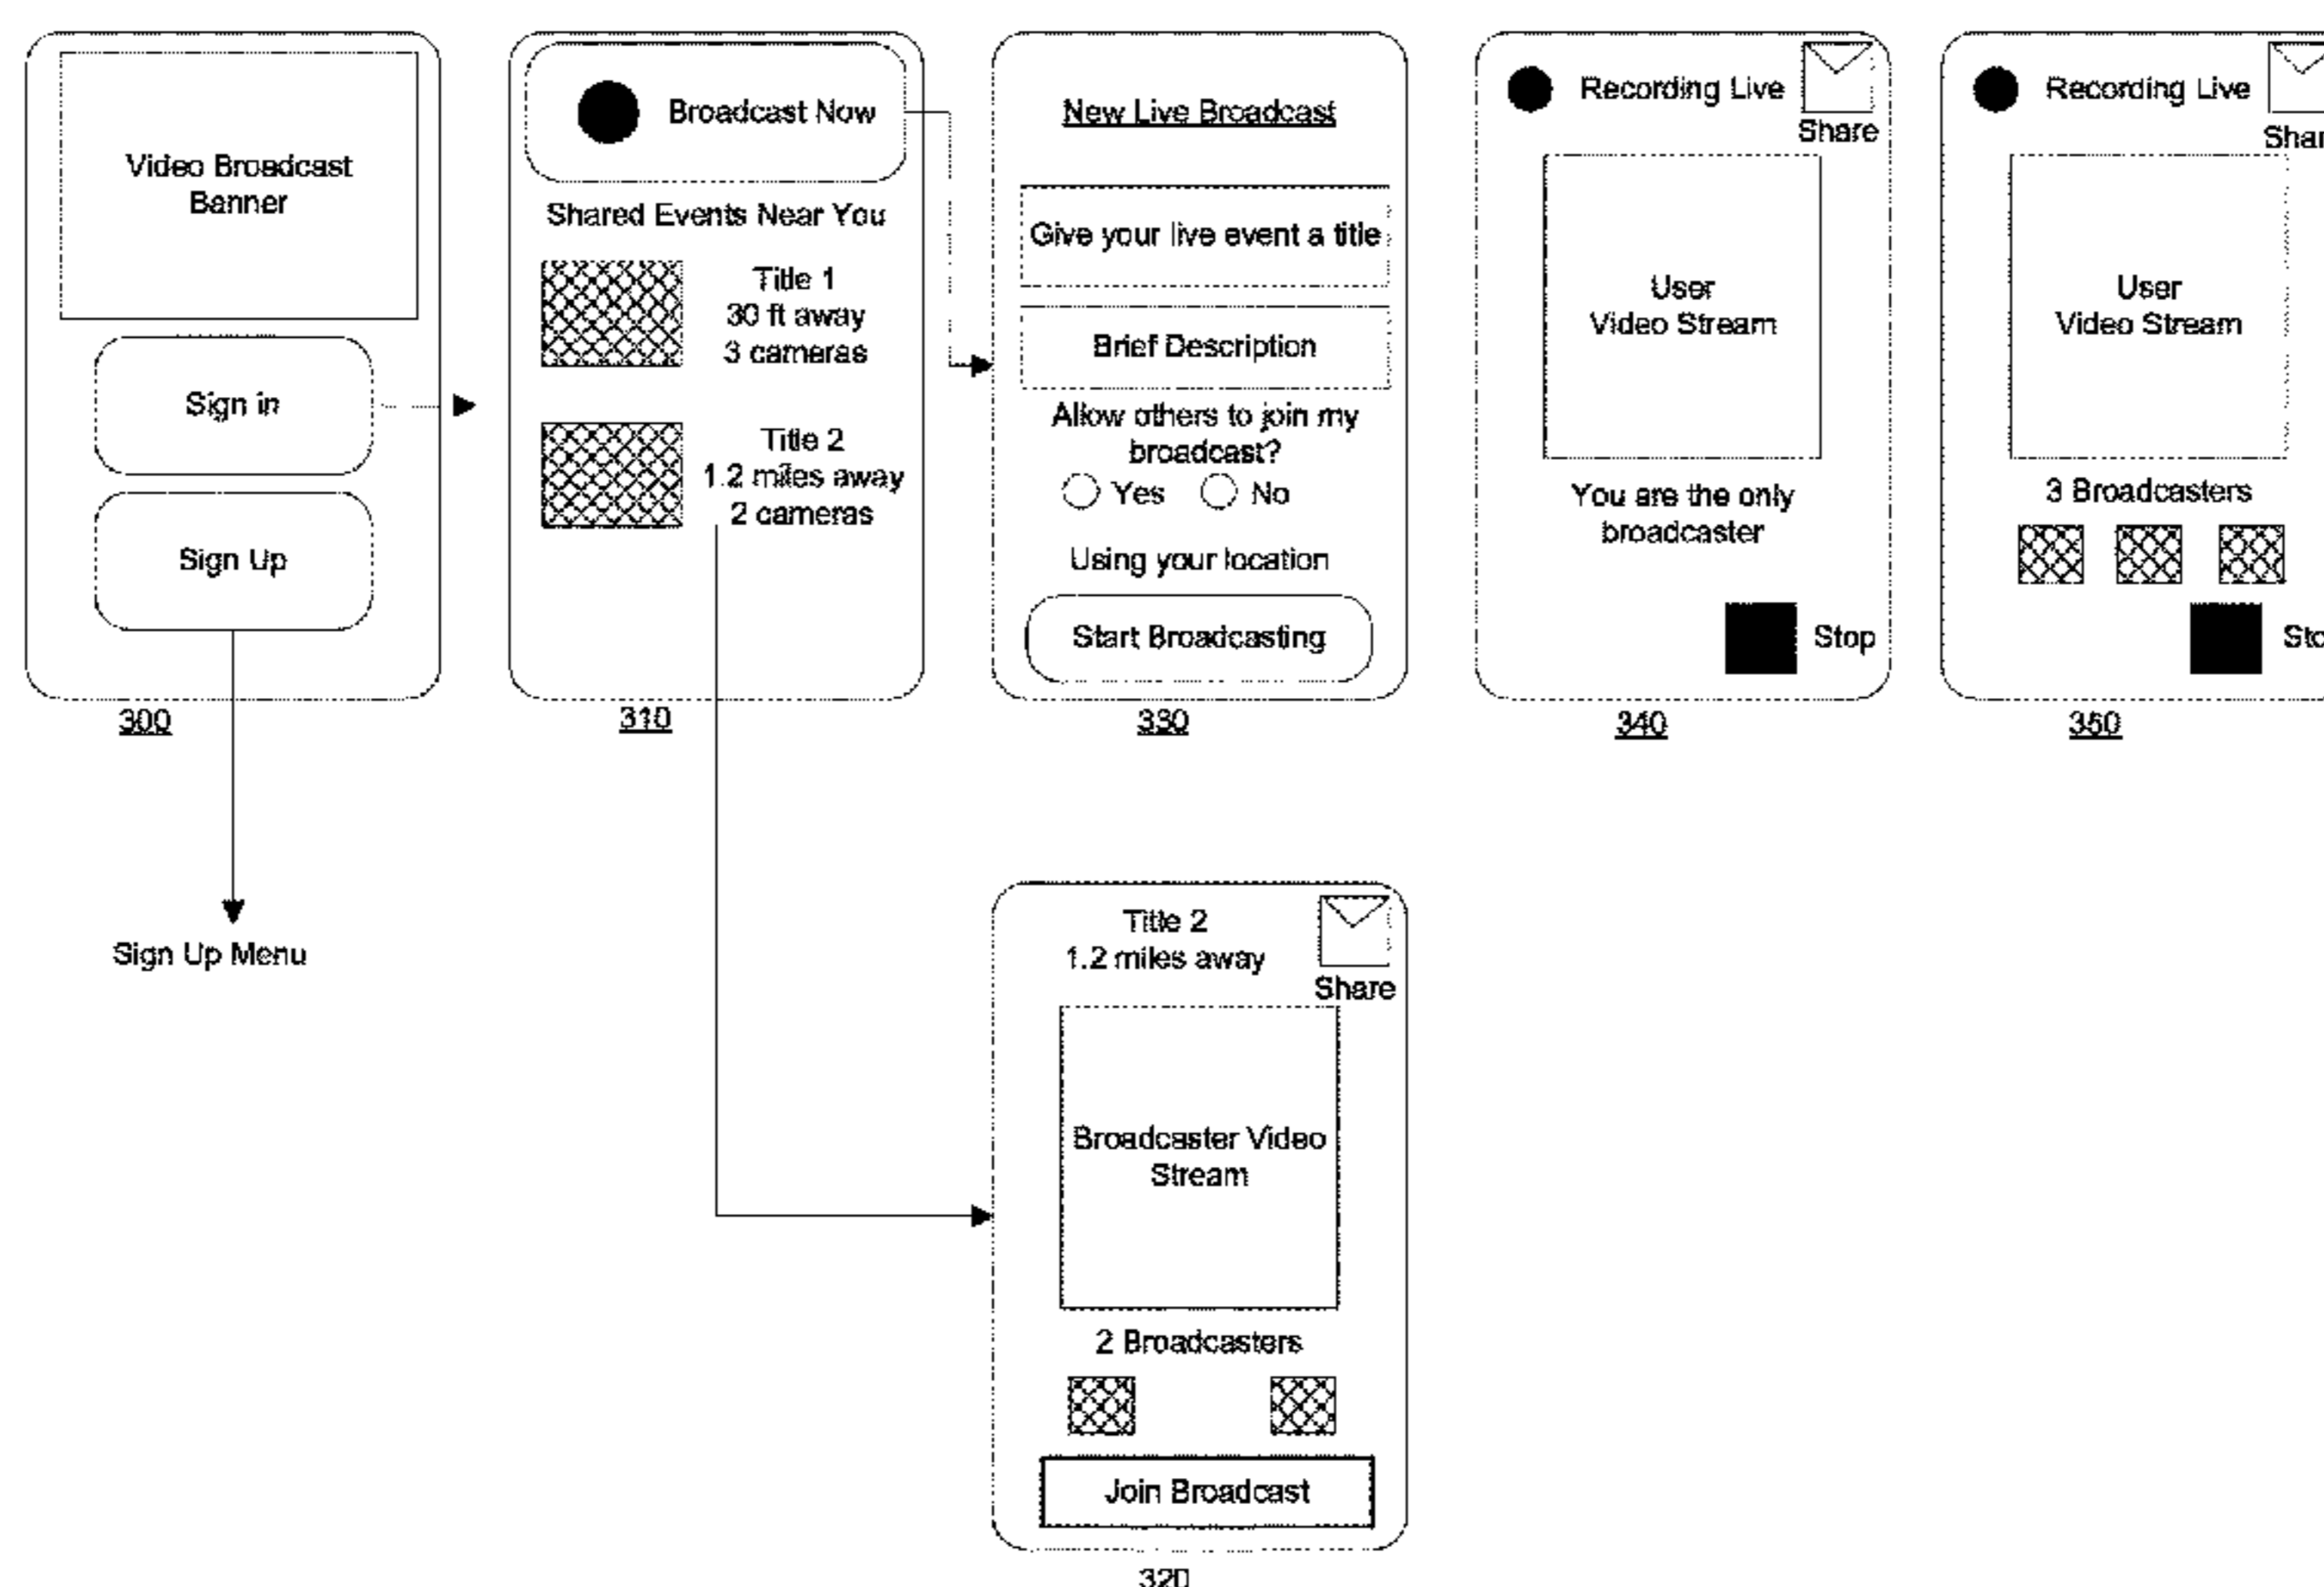 Video Broadcast
Banner
Sign in
Sign Up
300
Sign Up Menu
Broadcast Now
Shared Events Near You
Title 1
30 ft away
3 cameras
Title 2
1.2 miles away
2 cameras
310
New Live Broadcast
Give your live event a title
Brief Description
Allow others to join my
broadcast?
Yes No
Using your location
Start Broadcasting
330
Recording Live
Share
User
Video Stream
You are the only
broadcaster
Stop
340
Recording Live
Shar
User
Video Stream
3 Broadcasters
Sto
350
Title 2
1.2 miles away
Share
Broadcaster Video
Stream
2 Broadcasters
Join Broadcast
320